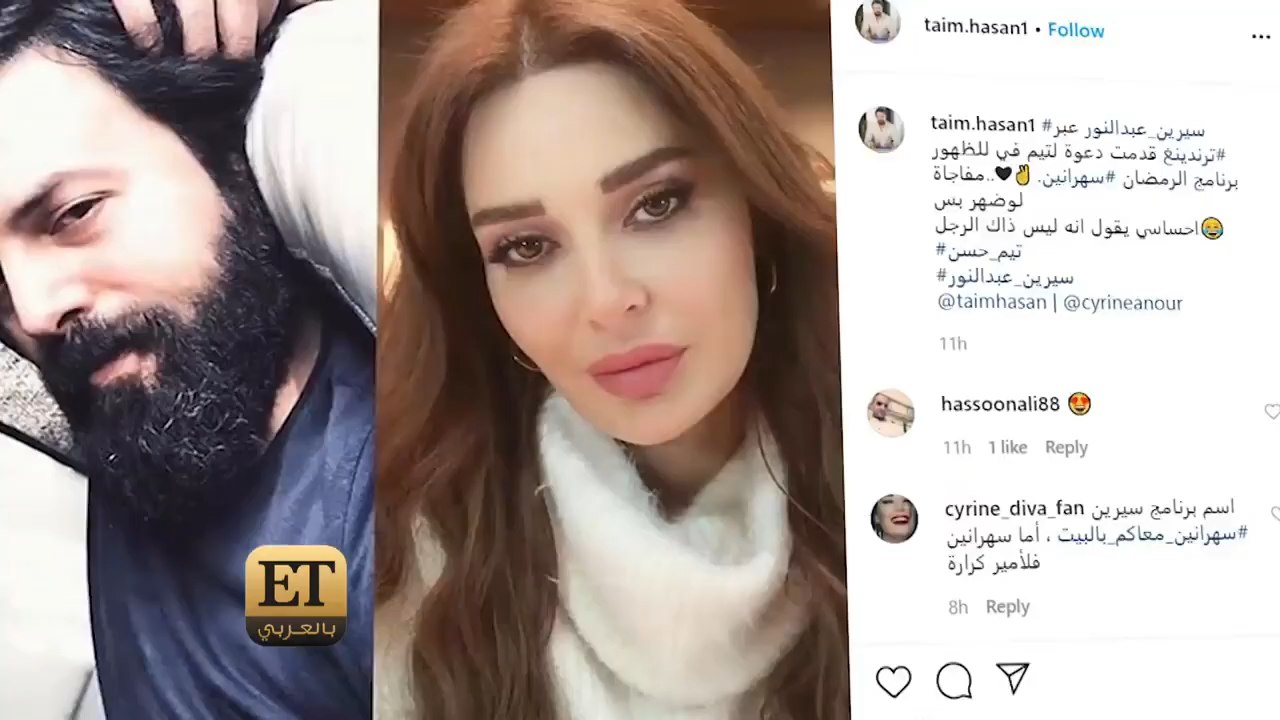 taim.hasan1 • Follow
taim.hasan1 #سيرين_عبدالنور عبر
#ترندينغ قدمت دعوة لتيم في للظهور
برنامج الرمضان #سهرانين. ✌️🖤..مفاجاة
لوضهر بس
احساسي يقول انه ليس ذاك الرجل😂
#تيم_حسن
#سيرين_عبدالنور
@taimhasan | @cyrineanour
11h
hassoonali88 😍
11h 1 like Reply
cyrine_diva_fan اسم برنامج سيرين
#سهرانين_معاكم_بالبيت ، أما سهرانين
فلأمير كرارة
8h Reply
ET
بالعربي